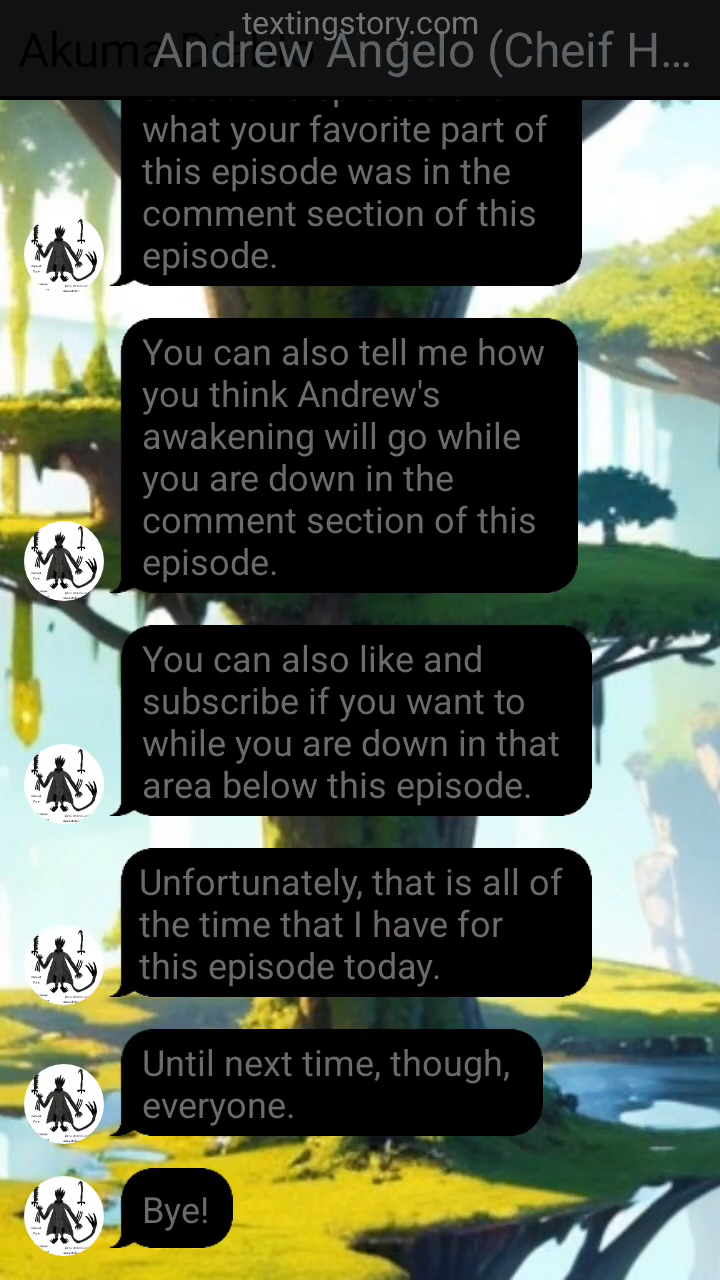 textingstory.com
Akuma Diablo
Andrew Angelo (Cheif H...
what your favorite part of
this episode was in the
comment section of this
episode.
You can also tell me how
you think Andrew's
awakening will go while
you are down in the
comment section of this
episode.
You can also like and
subscribe if you want to
while you are down in that
area below this episode.
Unfortunately, that is all of
the time that I have for
this episode today.
Until next time, though,
everyone.
Bye!